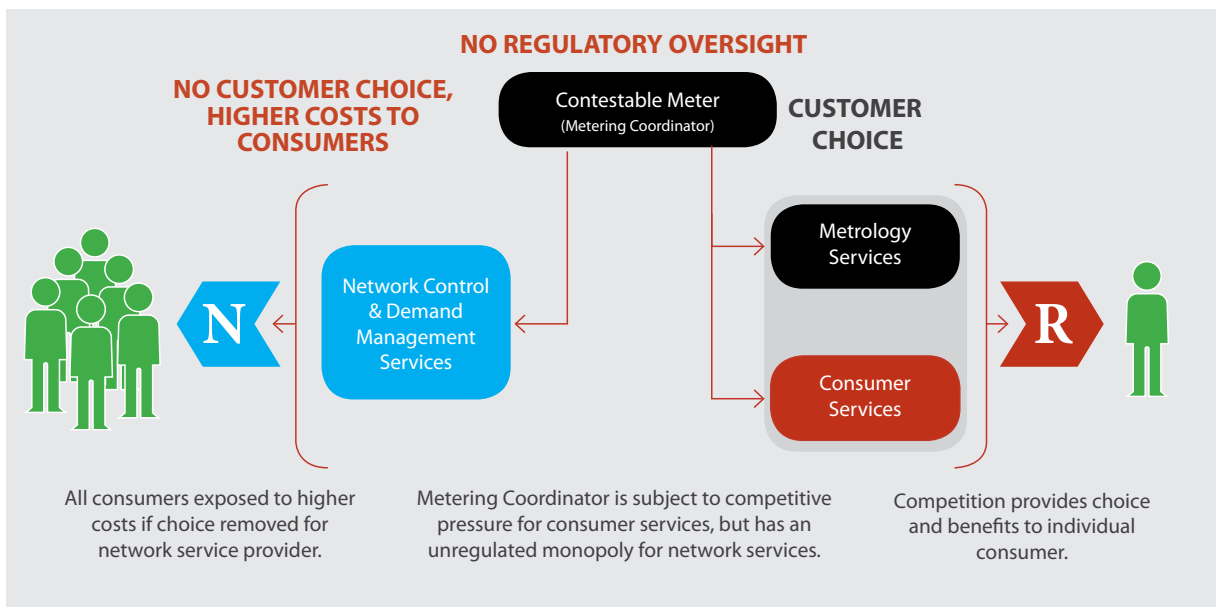 NO REGULATORY OVERSIGHT
NO CUSTOMER CHOICE,
HIGHER COSTS TO
CONSUMERS
Contestable Meter
(Metering Coordinator)
CUSTOMER
CHOICE
N
Network Control
& Demand
Management
Services
Metrology
Services
Consumer
Services
R
All consumers exposed to higher
costs if choice removed for
network service provider.
Metering Coordinator is subject to competitive
pressure for consumer services, but has an
unregulated monopoly for network services.
Competition provides choice
and benefits to individual
consumer.